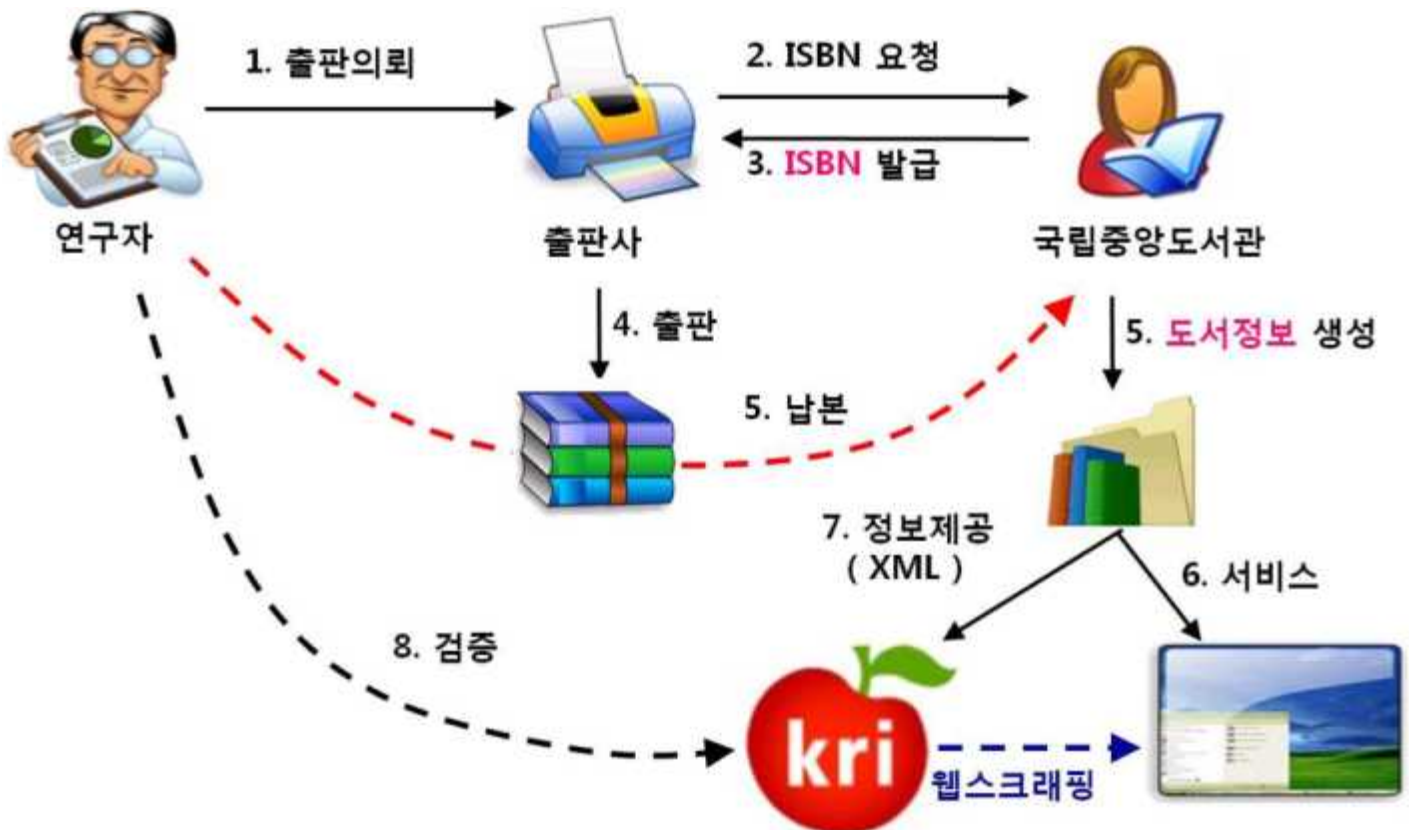 1. 출판의뢰
2. ISBN 요청
3. ISBN 발급
연구자
출판사
국립중앙도서관
4. 출판
5. 납본
5. 도서정보 생성
7. 정보제공
( XML )
6. 서비스
8. 검증
kri
웹스크래핑